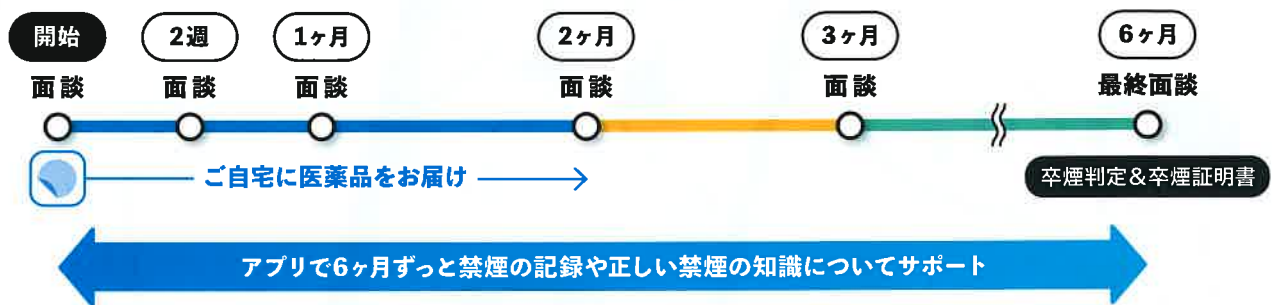 開始 2週 1ヶ月 2ヶ月 3ヶ月 6ヶ月
面談 面談 面談 面談 面談 最終面談
ご自宅に医薬品をお届け
卒煙判定&卒煙証明書
アプリで6ヶ月ずっと禁煙の記録や正しい禁煙の知識についてサポート